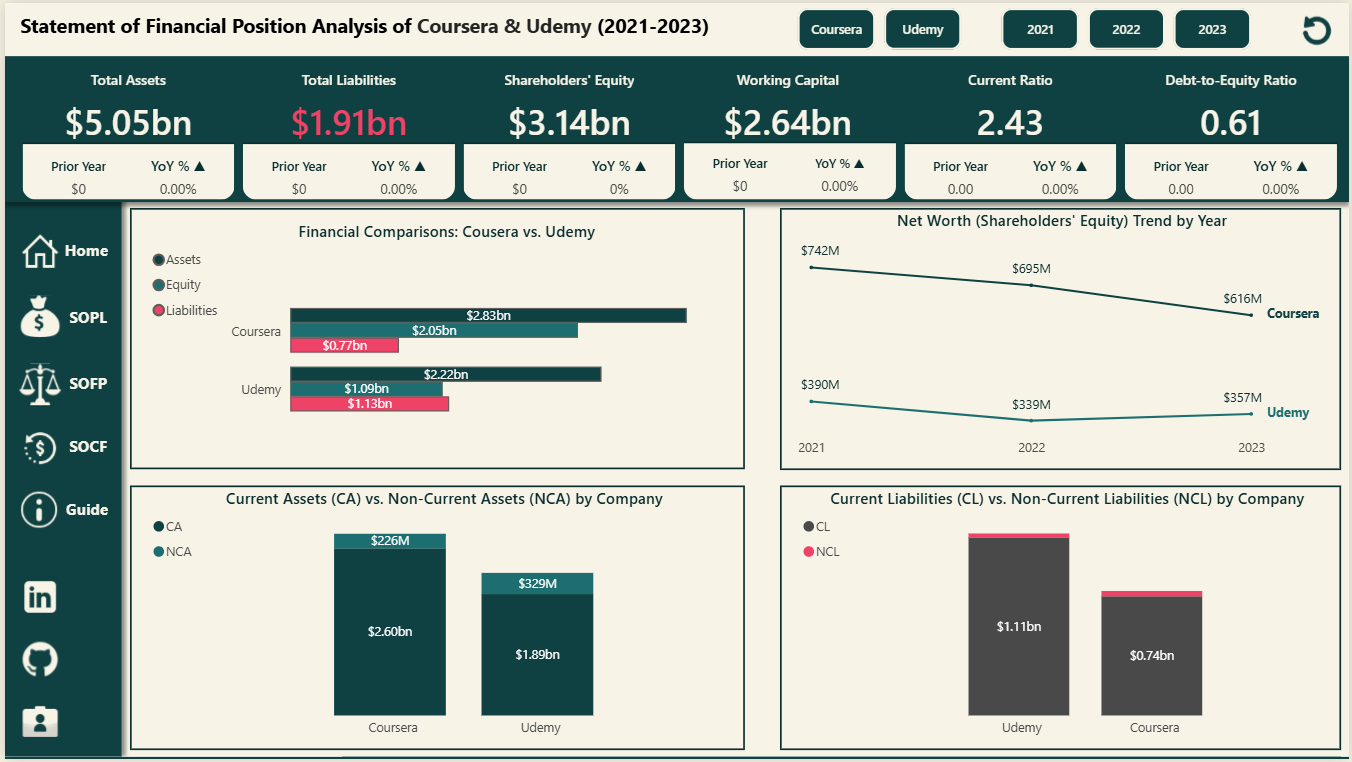 Statement of Financial Position Analysis of Coursera & Udemy (2021-2023)
Coursera
Udemy
2021
2022
2023
Total Assets
$5.05bn
Prior Year YoY % ▲
$0 0.00%
Total Liabilities
$1.91bn
Prior Year YoY % ▲
$0 0.00%
Shareholders' Equity
$3.14bn
Prior Year YoY % ▲
$0 0%
Working Capital
$2.64bn
Prior Year YoY % ▲
$0 0.00%
Current Ratio
2.43
Prior Year YoY % ▲
0.00 0.00%
Debt-to-Equity Ratio
0.61
Prior Year YoY % ▲
0.00 0.00%
Home
$ SOPL
SOFP
$ SOCF
i Guide
in
Financial Comparisons: Cousera vs. Udemy
Assets
Equity
Liabilities
Coursera
$2.83bn
$2.05bn
$0.77bn
Udemy
$2.22bn
$1.09bn
$1.13bn
Net Worth (Shareholders' Equity) Trend by Year
$742M
$695M
$616M
Coursera
$390M
$339M
$357M
Udemy
2021 2022 2023
Current Assets (CA) vs. Non-Current Assets (NCA) by Company
CA
NCA
$226M
$2.60bn
$329M
$1.89bn
Coursera Udemy
Current Liabilities (CL) vs. Non-Current Liabilities (NCL) by Company
CL
NCL
$1.11bn
$0.74bn
Udemy Coursera